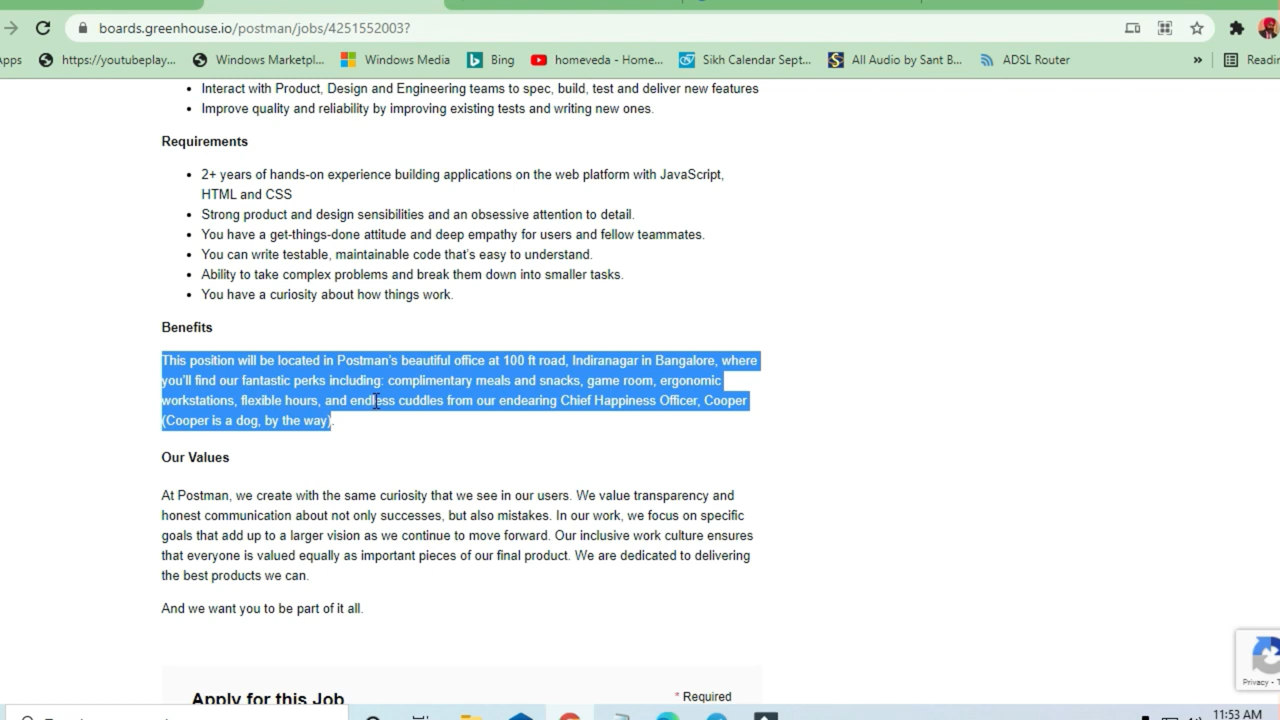 boards.greenhouse.io/postman/jobs/4251552003?
pps https://youtubeplay... Windows Marketpl... Windows Media Bing homeveda - Home... Sikh Calendar Sept... All Audio by Sant B... ADSL Router » Readin
Interact with Product, Design and Engineering teams to spec, build, test and deliver new features
Improve quality and reliability by improving existing tests and writing new ones.
Requirements
2+ years of hands-on experience building applications on the web platform with JavaScript,
HTML and CSS
Strong product and design sensibilities and an obsessive attention to detail.
You have a get-things-done attitude and deep empathy for users and fellow teammates.
You can write testable, maintainable code that's easy to understand.
Ability to take complex problems and break them down into smaller tasks.
You have a curiosity about how things work.
Benefits
This position will be located in Postman's beautiful office at 100 ft road, Indiranagar in Bangalore, where
you'll find our fantastic perks including: complimentary meals and snacks, game room, ergonomic
workstations, flexible hours, and endless cuddles from our endearing Chief Happiness Officer, Cooper
(Cooper is a dog, by the way).
Our Values
At Postman, we create with the same curiosity that we see in our users. We value transparency and
honest communication about not only successes, but also mistakes. In our work, we focus on specific
goals that add up to a larger vision as we continue to move forward. Our inclusive work culture ensures
that everyone is valued equally as important pieces of our final product. We are dedicated to delivering
the best products we can.
And we want you to be part of it all.
Privacy - T
Apply for this Job * Required
11:53 AM